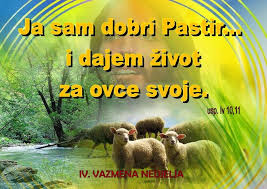 Ja sam dobri Pastir...
i dajem život
za ovce svoje.
usp. Iv 10,11
IV. VAZMENA NEDJELJA